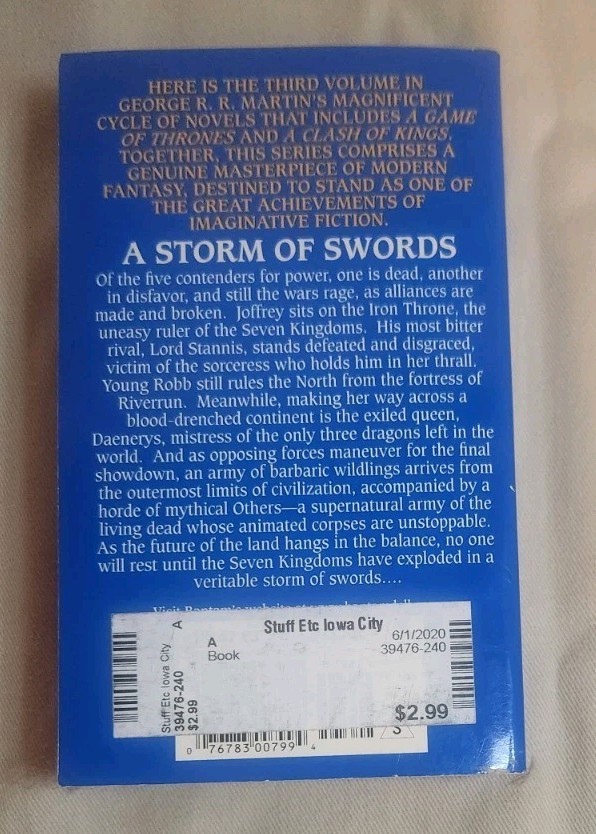 HERE IS THE THIRD VOLUME IN
GEORGE R. R. MARTIN'S MAGNIFICENT
CYCLE OF NOVELS THAT INCLUDES A GAME
OF THRONES AND A CLASH OF KINGS.
TOGETHER, THIS SERIES COMPRISES A
GENUINE MASTERPIECE OF MODERN
FANTASY, DESTINED TO STAND AS ONE OF
THE GREAT ACHIEVEMENTS OF
IMAGINATIVE FICTION.
A STORM OF SWORDS
Of the five contenders for power, one is dead, another
in disfavor, and still the wars rage, as alliances are
made and broken. Joffrey sits on the Iron Throne, the
uneasy ruler of the Seven Kingdoms. His most bitter
rival, Lord Stannis, stands defeated and disgraced,
victim of the sorceress who holds him in her thrall.
Young Robb still rules the North from the fortress of
Riverrun. Meanwhile, making her way across a
blood-drenched continent is the exiled queen,
Daenerys, mistress of the only three dragons left in the
world. And as opposing forces maneuver for the final
showdown, an army of barbaric wildlings arrives from
the outermost limits of civilization, accompanied by a
horde of mythical Others—a supernatural army of the
living dead whose animated corpses are unstoppable.
As the future of the land hangs in the balance, no one
will rest until the Seven Kingdoms have exploded in a
veritable storm of swords....
Visit Bantam's website at
Stuff Etc Iowa City
6/1/2020
39476-240
A
Book
$2.99
Stuff Etc Iowa City A
39476-240
$2.99
0 76783 00799 4